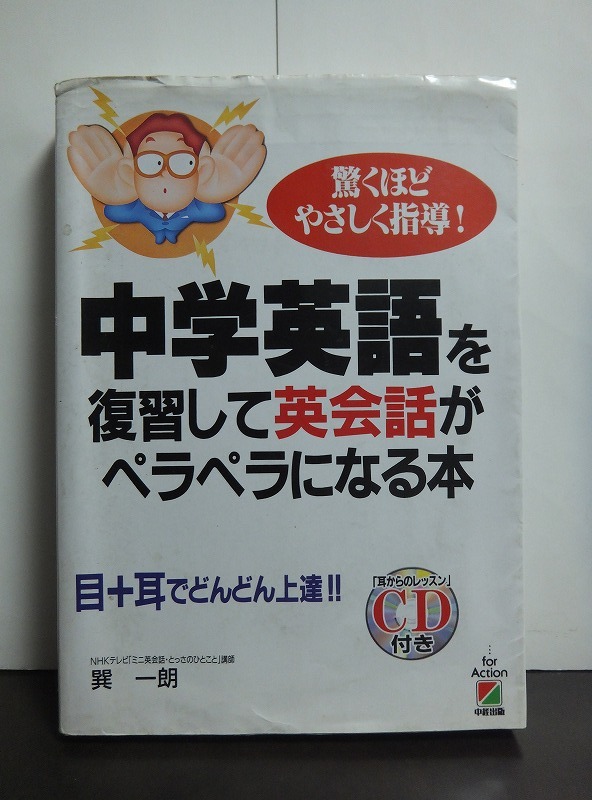 驚くほど
やさしく指導!
中学英語を
復習して英会話が
ペラペラになる本
目+耳でどんどん上達!!
「耳からのレッスン」
CD
付き
NHKテレビ「ミニ英会話・とっさのひとこと」講師
巽 一朗
…for
Action
中経出版